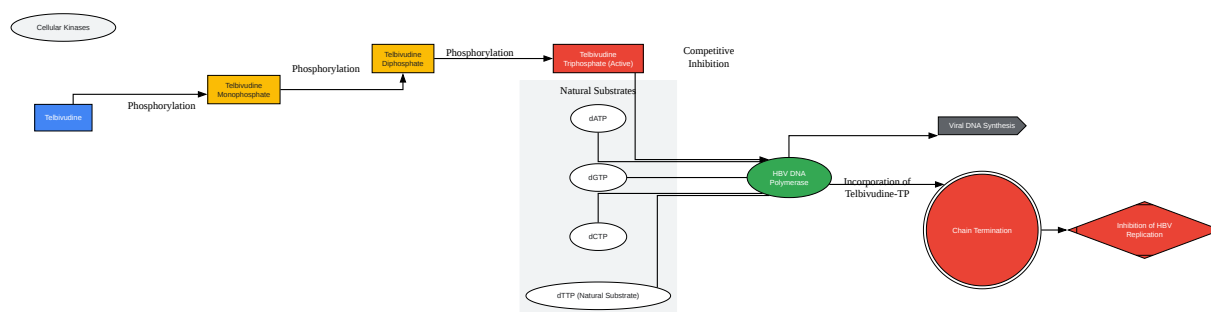 Cellular Kinases
Telbivudine
Phosphorylation
Telbivudine
Monophosphate
Phosphorylation
Telbivudine
Diphosphate
Phosphorylation
Telbivudine
Triphosphate (Active)
Competitive
Inhibition
Natural Substrates
dATP
dGTP
dCTP
dTTP (Natural Substrate)
HBV DNA
Polymerase
Viral DNA Synthesis
Incorporation of
Telbivudine-TP
Chain Termination
Inhibition of HBV
Replication